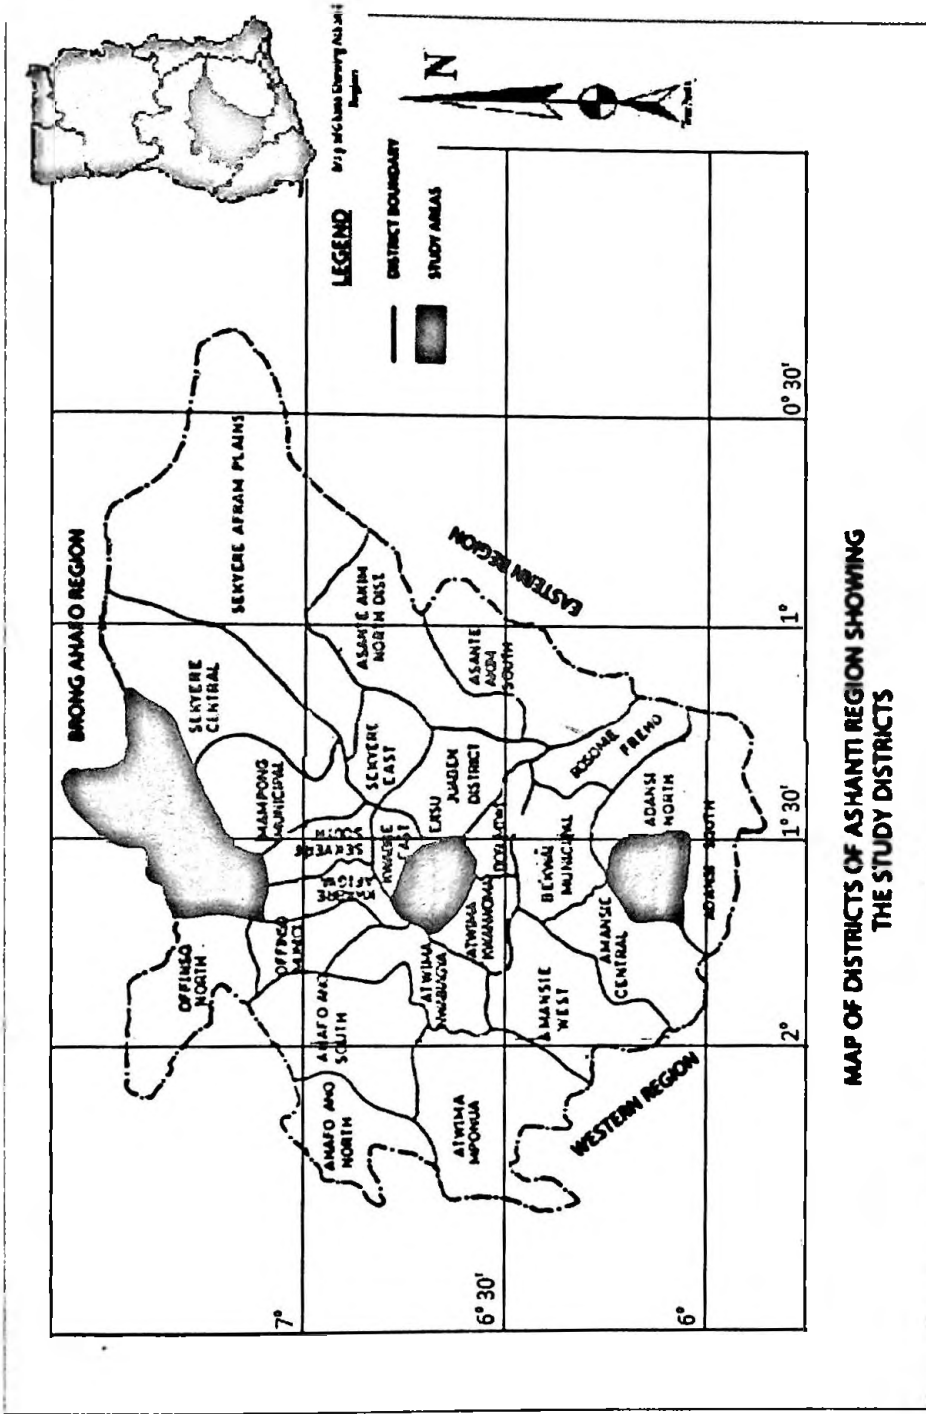 BRONG AHAFO REGION
SEKYERE AFRAM PLAINS
SEKYERE
CENTRAL
OFFINSO
NORTH
MAMPONG
MUNICIPAL
ASANTE AKIM
NORTH
OFFINSO
AHAFO ANO
SOUTH
AHAFO ANO
NORTH
SEKYERE
EAST
KWABRE
EAST
EJISU
JUABEN
DISTRICT
ASANTE
AKIM
SOUTH
EASTERN REGION
ATWIMA
NWABIAGYA
ATWIMA
KWANWOMA
ATWIMA
MPONUA
BOSOME
FREHO
BEKWAI
MUNICIPAL
AMANSIE
WEST
AMANSIE
CENTRAL
ADANSI
NORTH
ADANSI SOUTH
WESTERN REGION
7°
6° 30'
6°
2°
1° 30'
1°
0° 30'
Region
LEGEND
DISTRICT BOUNDARY
STUDY AREAS
N
MAP OF DISTRICTS OF ASHANTI REGION SHOWING
THE STUDY DISTRICTS